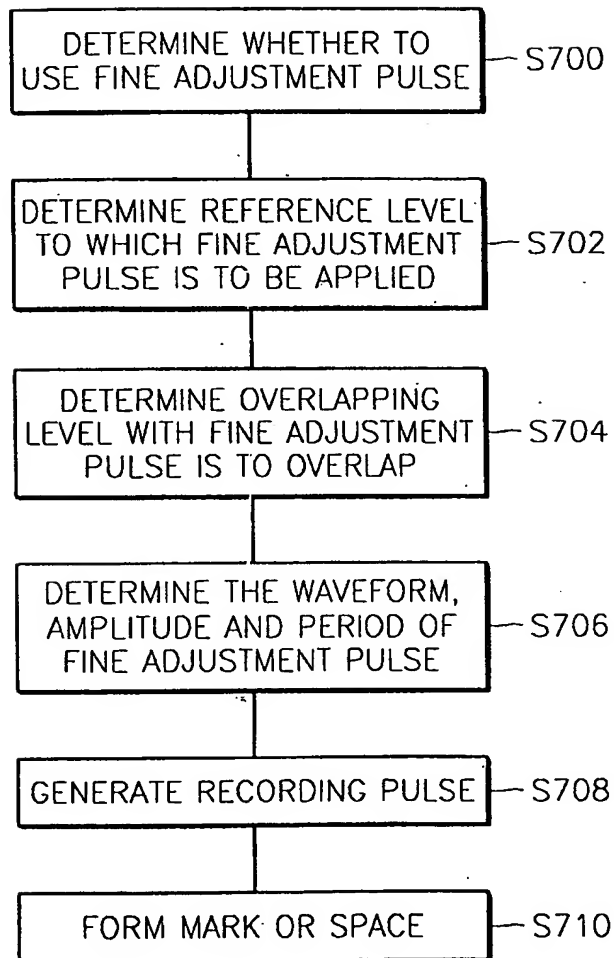 DETERMINE WHETHER TO
USE FINE ADJUSTMENT PULSE
S700
DETERMINE REFERENCE LEVEL
TO WHICH FINE ADJUSTMENT
PULSE IS TO BE APPLIED
S702
DETERMINE OVERLAPPING
LEVEL WITH FINE ADJUSTMENT
PULSE IS TO OVERLAP
S704
DETERMINE THE WAVEFORM,
AMPLITUDE AND PERIOD OF
FINE ADJUSTMENT PULSE
S706
GENERATE RECORDING PULSE
S708
FORM MARK OR SPACE
S710